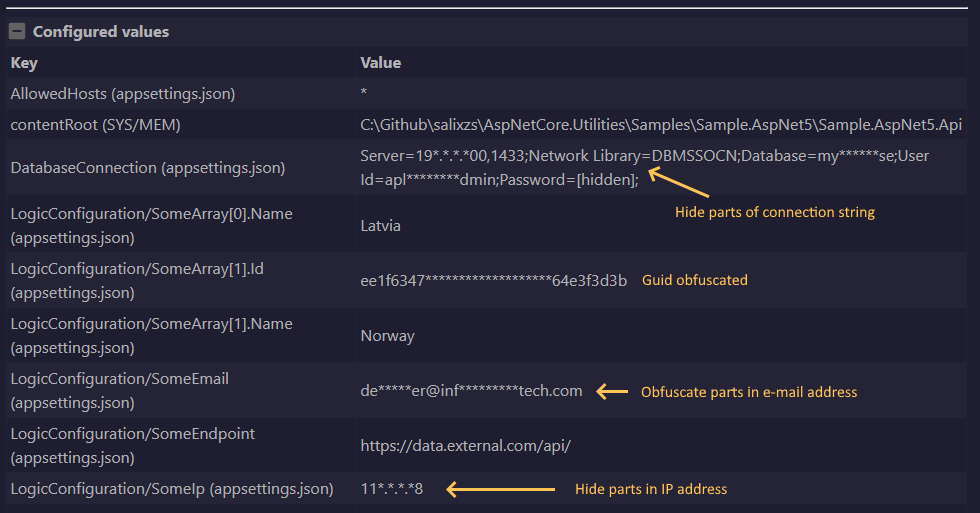 Configured values
Key Value
AllowedHosts (appsettings.json) *
contentRoot (SYS/MEM) C:\Github\salixzs\AspNetCore.Utilities\Samples\Sample.AspNet5\Sample.AspNet5.Api
DatabaseConnection (appsettings.json) Server=19*.*.*.*00,1433;Network Library=DBMSSOCN;Database=my******se;User
Id=apl********dmin;Password=[hidden];
Hide parts of connection string
LogicConfiguration/SomeArray[0].Name
(appsettings.json) Latvia
LogicConfiguration/SomeArray[1].Id
(appsettings.json) ee1f6347********************64e3f3d3b Guid obfuscated
LogicConfiguration/SomeArray[1].Name
(appsettings.json) Norway
LogicConfiguration/SomeEmail
(appsettings.json) de*****er@inf*********tech.com Obfuscate parts in e-mail address
LogicConfiguration/SomeEndpoint
(appsettings.json) https://data.external.com/api/
LogicConfiguration/SomeIp (appsettings.json) 11*.*.*.*8 Hide parts in IP address